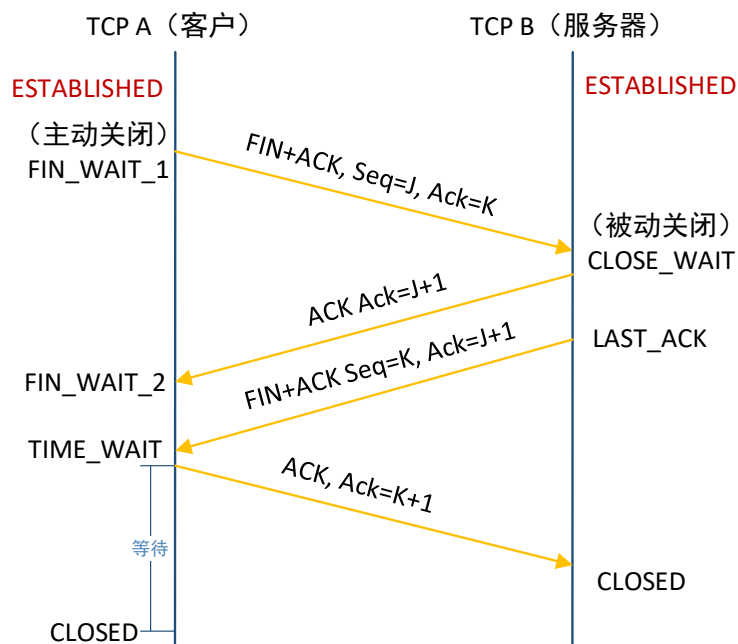 TCP A（客户）
TCP B（服务器）
ESTABLISHED
ESTABLISHED
（主动关闭）
FIN_WAIT_1
FIN+ACK, Seq=J, Ack=K
（被动关闭）
CLOSE_WAIT
ACK Ack=J+1
LAST_ACK
FIN_WAIT_2
FIN+ACK Seq=K, Ack=J+1
TIME_WAIT
ACK, Ack=K+1
等待
CLOSED
CLOSED